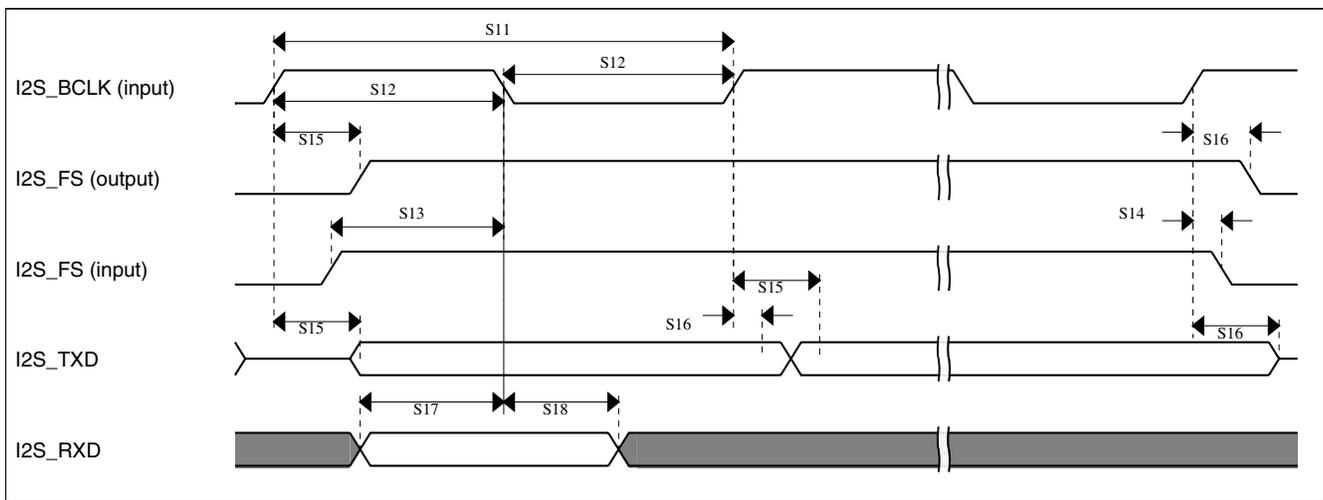 S11
I2S_BCLK (input)
S12
S12
S15
S16
I2S_FS (output)
S13
S14
I2S_FS (input)
S15
S15
S16
S16
I2S_TXD
S17
S18
I2S_RXD